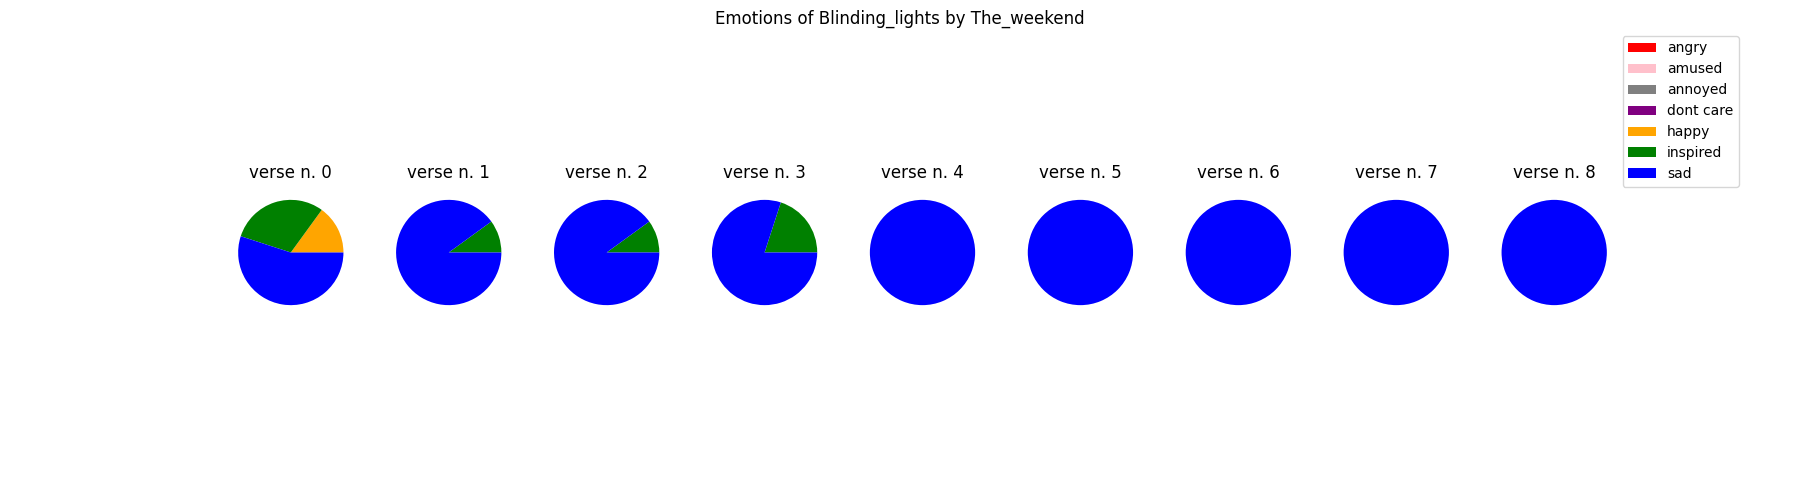 Emotions of Blinding_lights by The_weekend
angry
amused
annoyed
dont care
happy
inspired
sad
verse n. 0
verse n. 1
verse n. 2
verse n. 3
verse n. 4
verse n. 5
verse n. 6
verse n. 7
verse n. 8